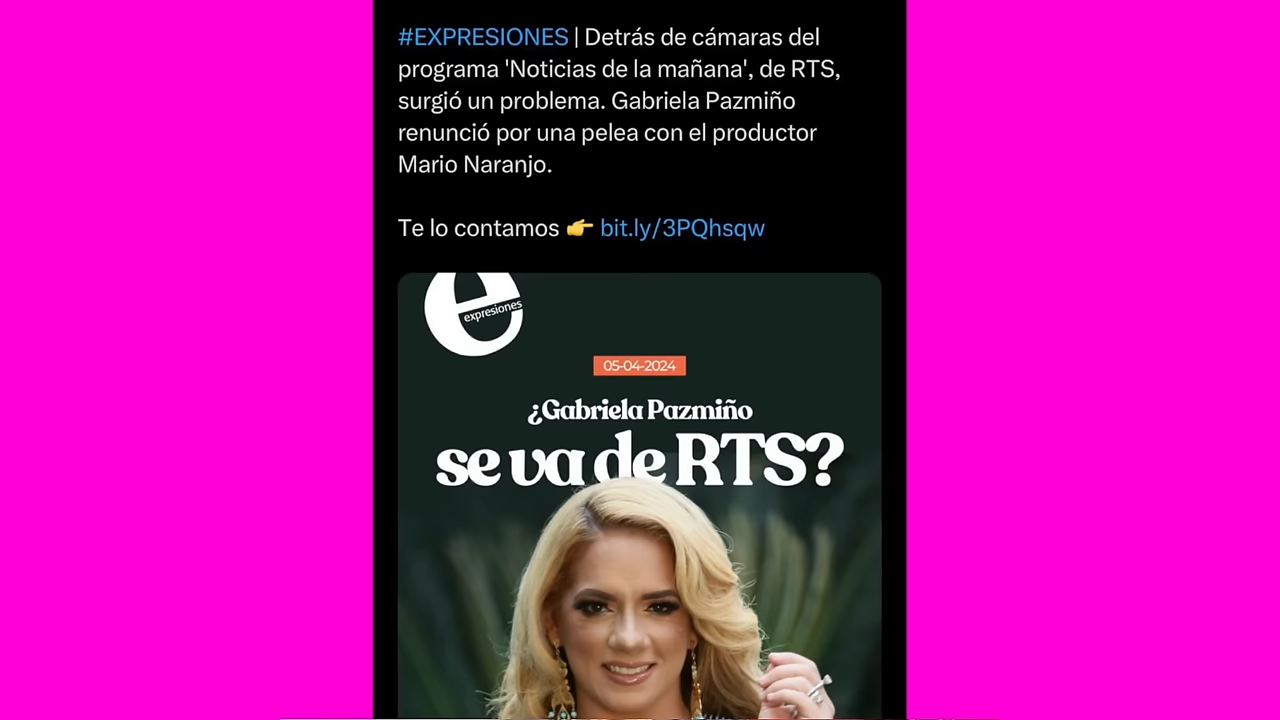 #EXPRESIONES | Detrás de cámaras del
programa 'Noticias de la mañana', de RTS,
surgió un problema. Gabriela Pazmiño
renunció por una pelea con el productor
Mario Naranjo.
Te lo contamos 👉 bit.ly/3PQhsqw
e
expresiones
05-04-2024
¿Gabriela Pazmiño
se va de RTS?